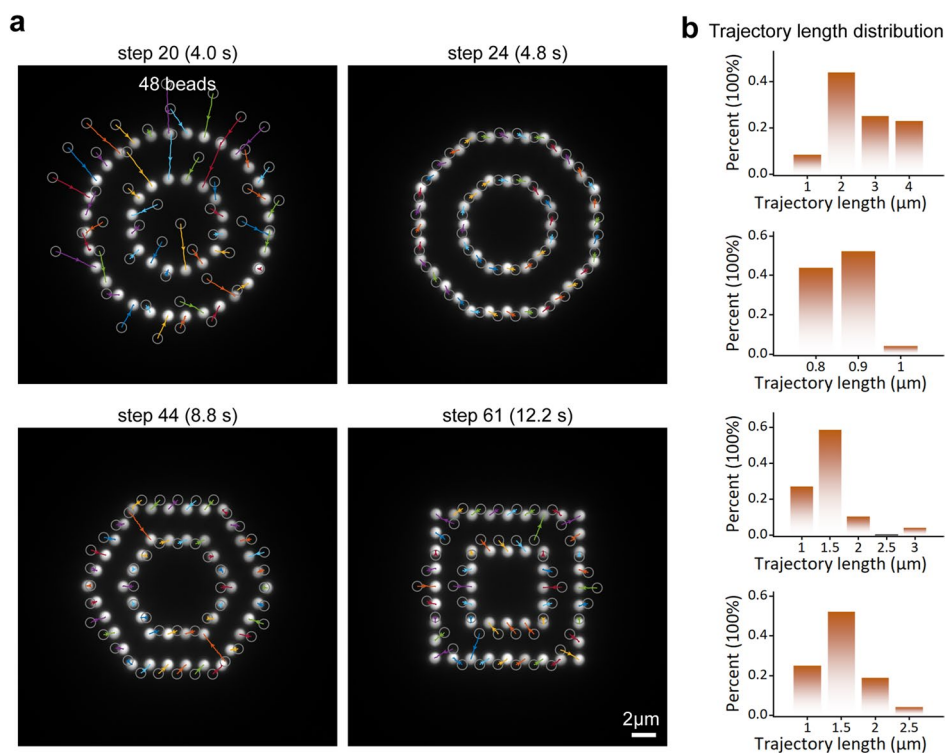 a
step 20 (4.0 s)
48 beads
step 24 (4.8 s)
step 44 (8.8 s)
step 61 (12.2 s)
2μm
b
Trajectory length distribution
Percent (100%)
0.4
0.2
0.0
1 2 3 4
Trajectory length (μm)
Percent (100%)
0.6
0.4
0.2
0.0
0.8 0.9 1
Trajectory length (μm)
Percent (100%)
0.6
0.4
0.2
0.0
1 1.5 2 2.5 3
Trajectory length (μm)
Percent (100%)
0.6
0.4
0.2
0.0
1 1.5 2 2.5
Trajectory length (μm)